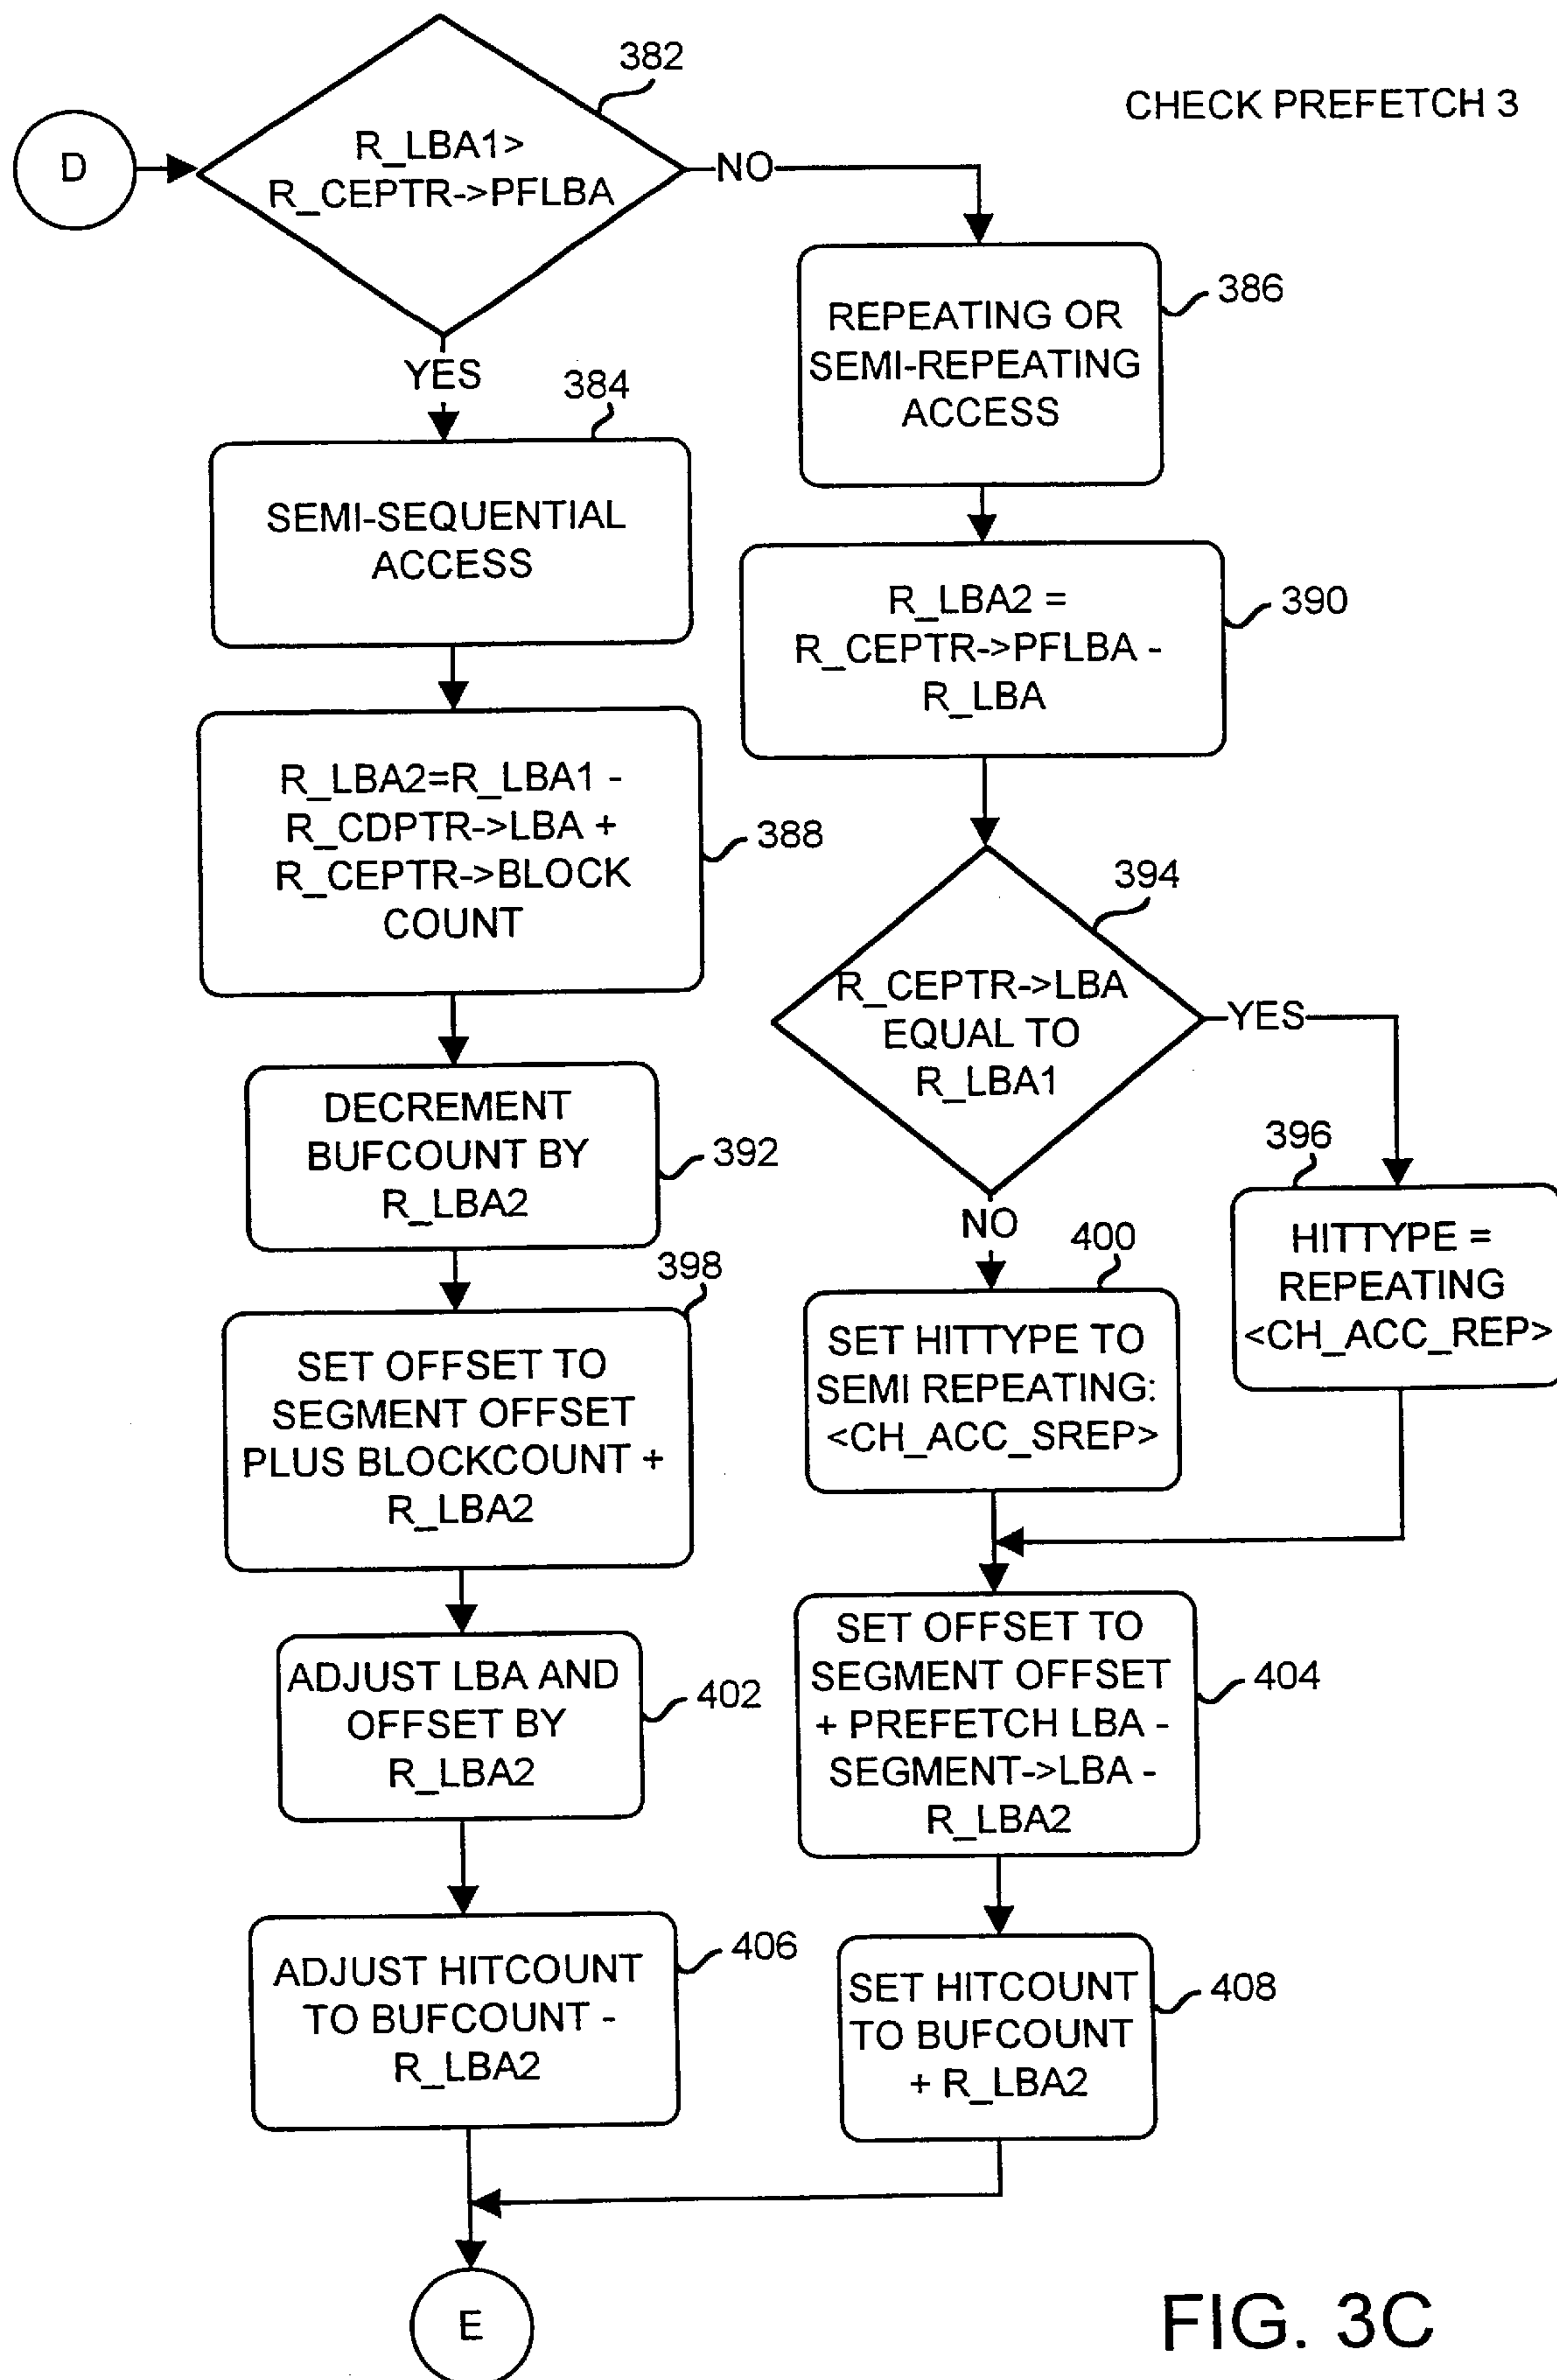 CHECK PREFETCH 3
D
382
R_LBA1>
R_CEPTR->PFLBA
NO
YES
384
SEMI-SEQUENTIAL
ACCESS
386
REPEATING OR
SEMI-REPEATING
ACCESS
R_LBA2=R_LBA1 -
R_CDPTR->LBA +
R_CEPTR->BLOCK
COUNT
388
R_LBA2 =
R_CEPTR->PFLBA -
R_LBA
390
DECREMENT
BUFCOUNT BY
R_LBA2
392
394
R_CEPTR->LBA
EQUAL TO
R_LBA1
YES
NO
396
HITTYPE =
REPEATING
<CH_ACC_REP>
398
SET OFFSET TO
SEGMENT OFFSET
PLUS BLOCKCOUNT +
R_LBA2
400
SET HITTYPE TO
SEMI REPEATING:
<CH_ACC_SREP>
ADJUST LBA AND
OFFSET BY
R_LBA2
402
SET OFFSET TO
SEGMENT OFFSET
+ PREFETCH LBA -
SEGMENT->LBA -
R_LBA2
404
ADJUST HITCOUNT
TO BUFCOUNT -
R_LBA2
406
SET HITCOUNT
TO BUFCOUNT
+ R_LBA2
408
E
FIG. 3C